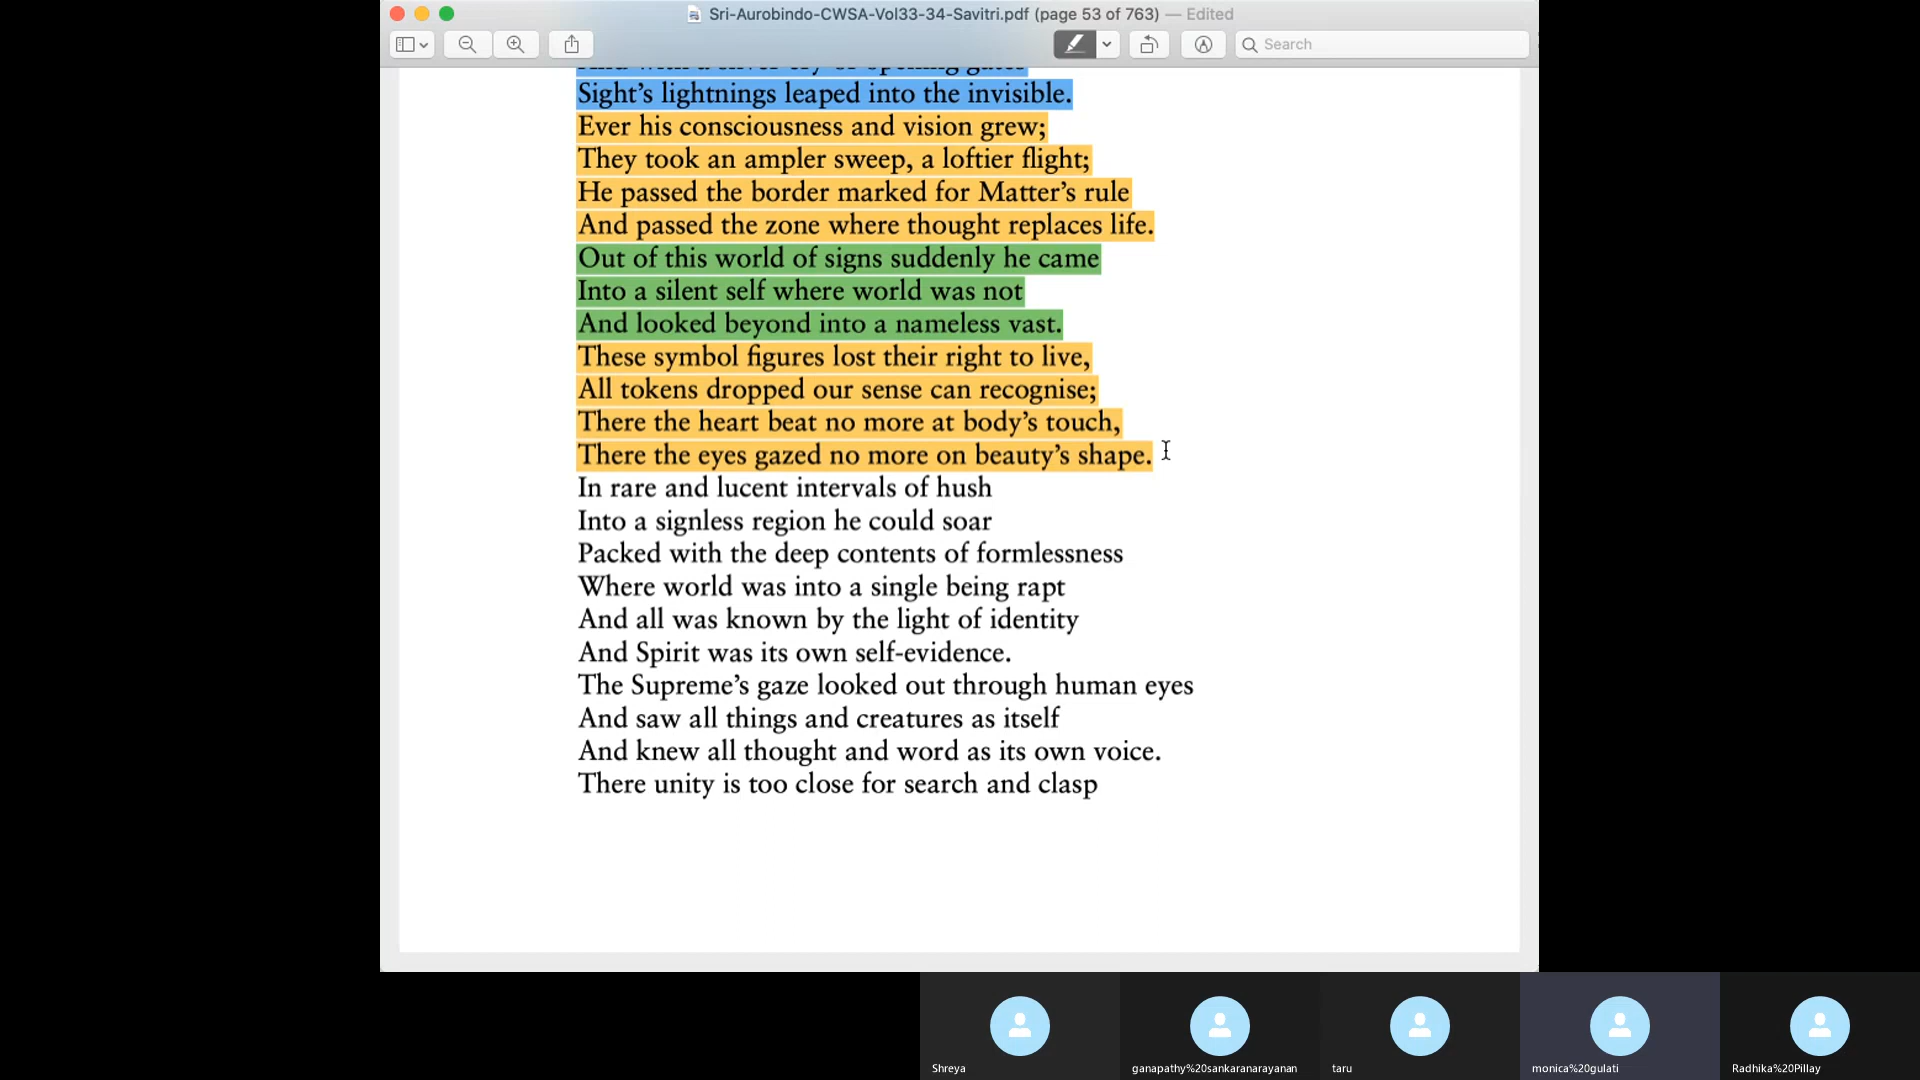 Sri-Aurobindo-CWSA-Vol33-34-Savitri.pdf (page 53 of 763) — Edited
Search
And with a silver cry of opening gates
Sight's lightnings leaped into the invisible.
Ever his consciousness and vision grew;
They took an ampler sweep, a loftier flight;
He passed the border marked for Matter's rule
And passed the zone where thought replaces life.
Out of this world of signs suddenly he came
Into a silent self where world was not
And looked beyond into a nameless vast.
These symbol figures lost their right to live,
All tokens dropped our sense can recognise;
There the heart beat no more at body's touch,
There the eyes gazed no more on beauty's shape.
In rare and lucent intervals of hush
Into a signless region he could soar
Packed with the deep contents of formlessness
Where world was into a single being rapt
And all was known by the light of identity
And Spirit was its own self-evidence.
The Supreme's gaze looked out through human eyes
And saw all things and creatures as itself
And knew all thought and word as its own voice.
There unity is too close for search and clasp
Shreya
ganapathy%20sankaranarayanan
taru
monica%20gulati
Radhika%20Pillay